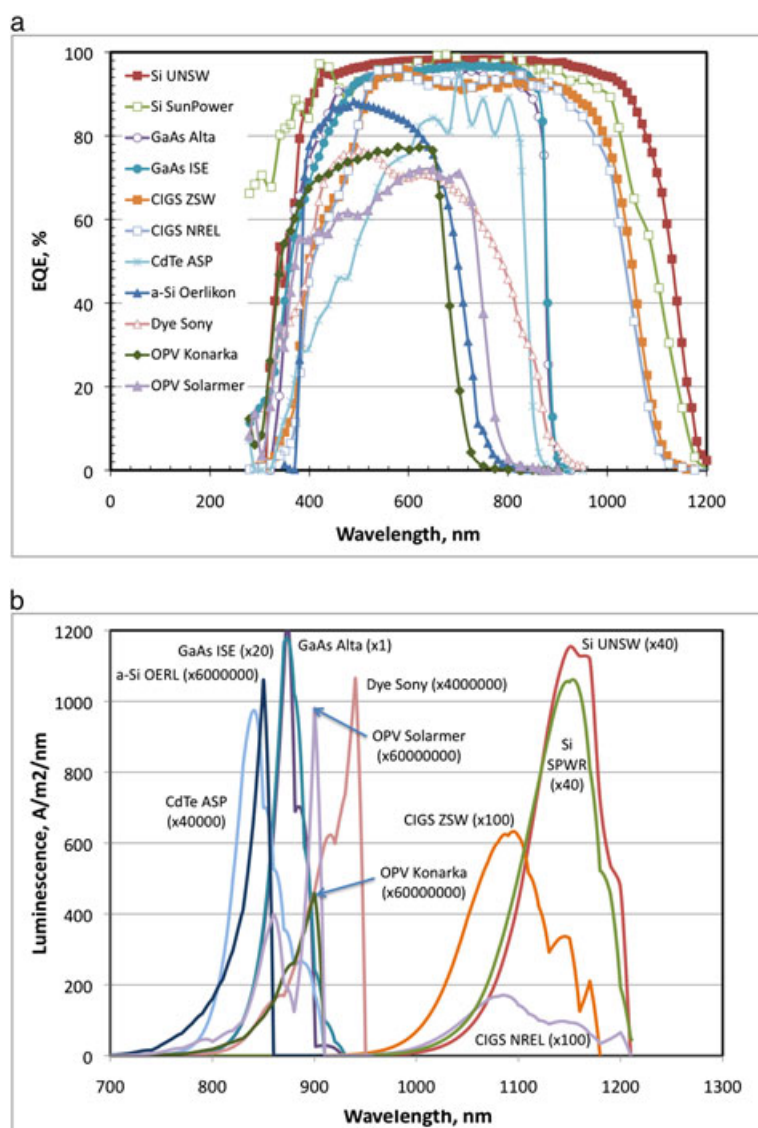 a
100
80
60
40
20
0
EQE, %
Si UNSW
Si SunPower
GaAs Alta
GaAs ISE
CIGS ZSW
CIGS NREL
CdTe ASP
a-Si Oerlikon
Dye Sony
OPV Konarka
OPV Solarmer
0 200 400 600 800 1000 1200
Wavelength, nm
b
1200
1000
800
600
400
200
0
Luminescence, A/m2/nm
GaAs ISE (x20)
a-Si OERL (x6000000)
GaAs Alta (x1)
Si UNSW (x40)
Dye Sony (x4000000)
OPV Solarmer
(x60000000)
Si
SPWR
(x40)
CdTe ASP
(x40000)
CIGS ZSW (x100)
OPV Konarka
(x60000000)
CIGS NREL (x100)
700 800 900 1000 1100 1200 1300
Wavelength, nm